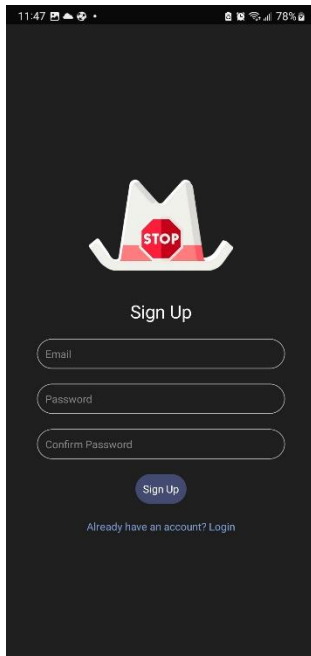 11:47
78%
STOP
Sign Up
Email
Password
Confirm Password
Sign Up
Already have an account? Login